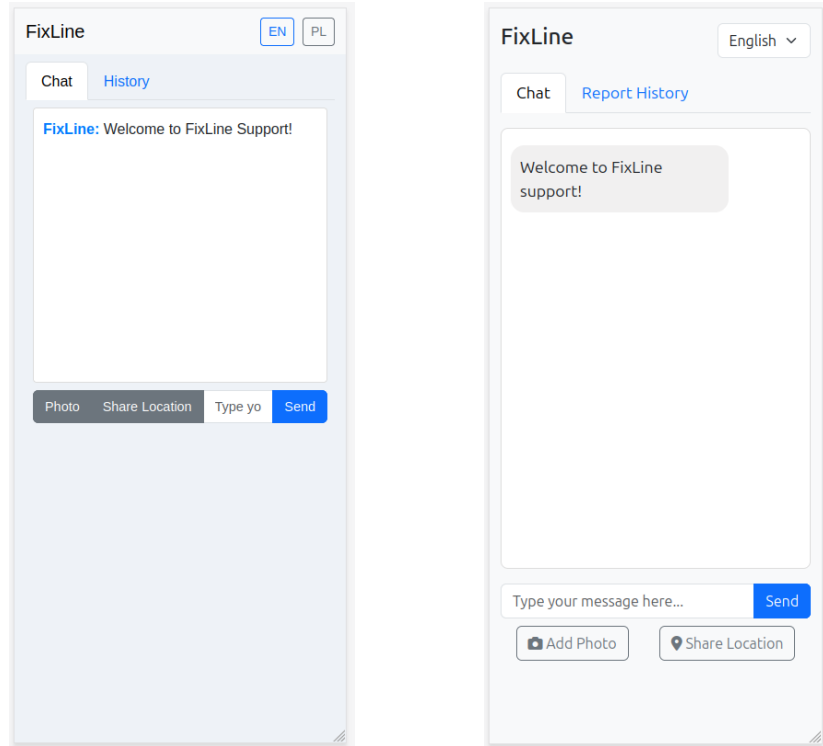 FixLine
EN
PL
Chat
History
FixLine: Welcome to FixLine Support!
Photo
Share Location
Type yo
Send
FixLine
English
Chat
Report History
Welcome to FixLine
support!
Type your message here...
Send
Add Photo
Share Location